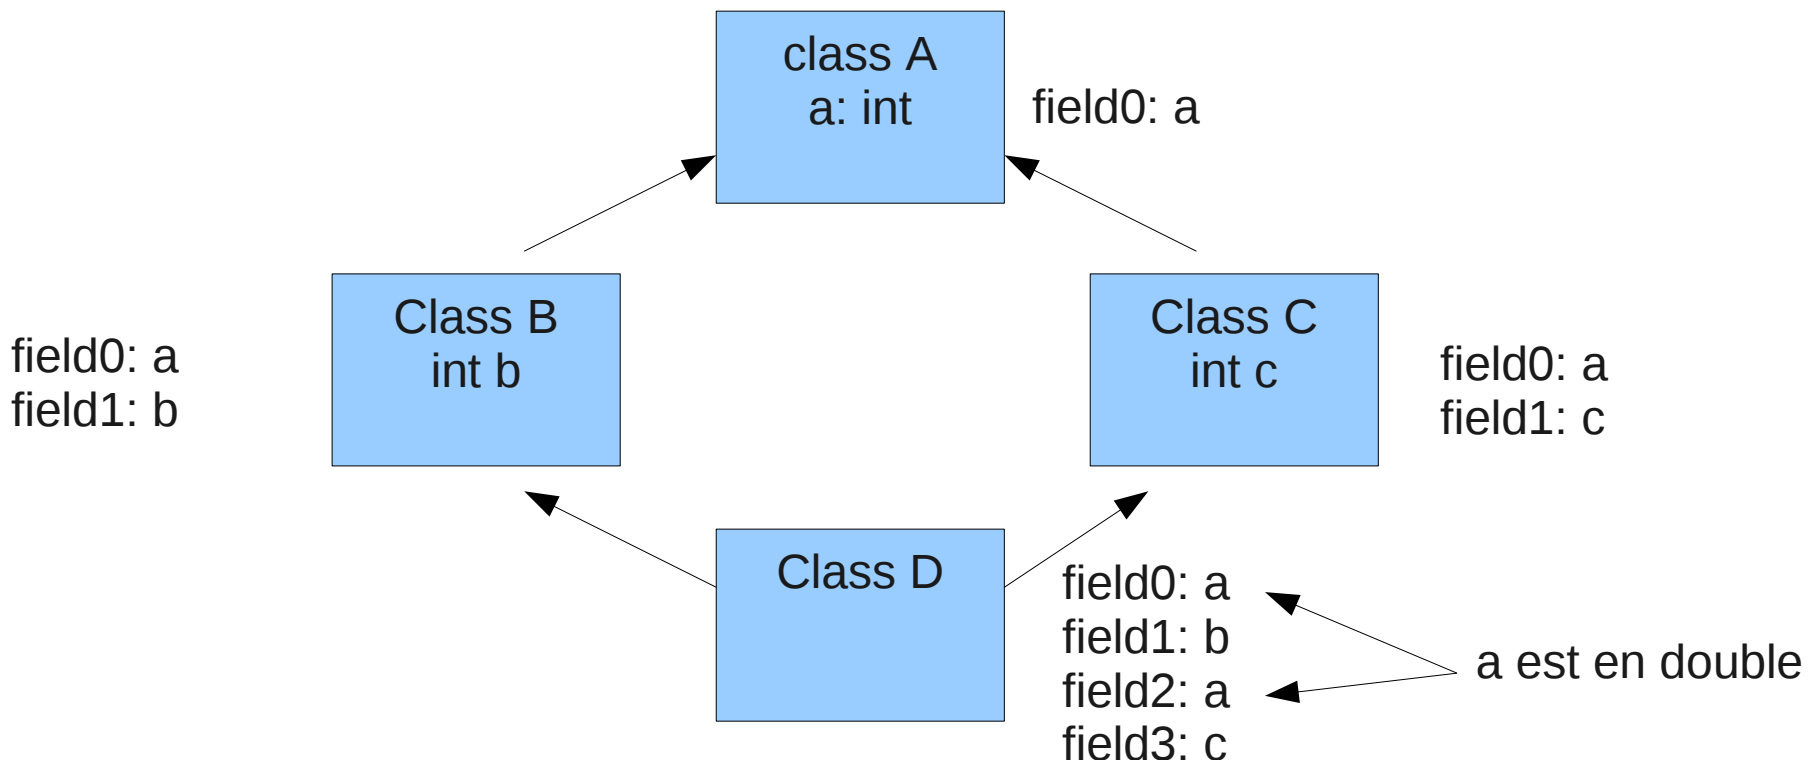 class A
a: int
field0: a
field0: a
field1: b
Class B
int b
Class C
int c
field0: a
field1: c
Class D
field0: a
field1: b
field2: a
field3: c
a est en double